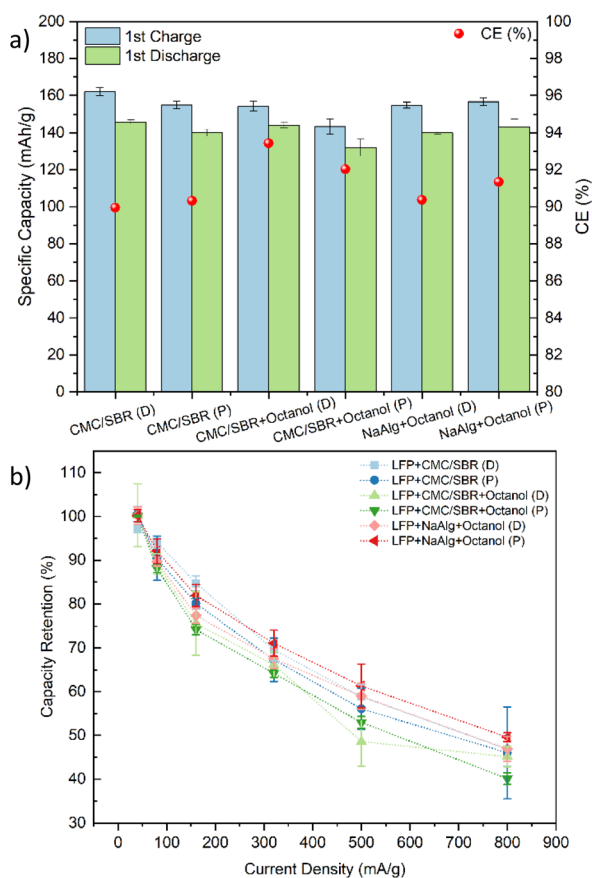 a)
200
180
160
140
120
100
80
60
40
20
0
Specific Capacity (mAh/g)
1st Charge
1st Discharge
CE (%)
100
98
96
94
92
90
88
86
84
82
80
CE (%)
CMC/SBR (D)
CMC/SBR (P)
CMC/SBR+Octanol (D)
CMC/SBR+Octanol (P)
NaAlg+Octanol (D)
NaAlg+Octanol (P)
b)
110
100
90
80
70
60
50
40
30
Capacity Retention (%)
LFP+CMC/SBR (D)
LFP+CMC/SBR (P)
LFP+CMC/SBR+Octanol (D)
LFP+CMC/SBR+Octanol (P)
LFP+NaAlg+Octanol (D)
LFP+NaAlg+Octanol (P)
0 100 200 300 400 500 600 700 800 900
Current Density (mA/g)